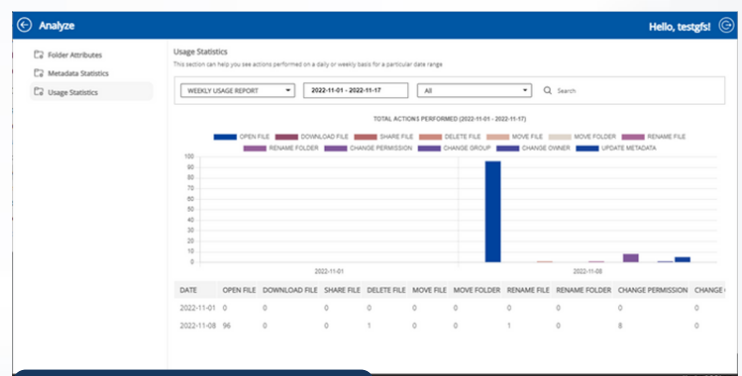 Analyze
Hello, testgfs!
Folder Attributes
Metadata Statistics
Usage Statistics
Usage Statistics
This section can help you see actions performed on a daily or weekly basis for a particular date range
WEEKLY USAGE REPORT 2022-11-01 - 2022-11-17 All Search
TOTAL ACTIONS PERFORMED (2022-11-01 - 2022-11-17)
OPEN FILE DOWNLOAD FILE SHARE FILE DELETE FILE MOVE FILE MOVE FOLDER RENAME FILE
RENAME FOLDER CHANGE PERMISSION CHANGE GROUP CHANGE OWNER UPDATE METADATA
100
90
80
70
60
50
40
30
20
10
0
2022-11-01 2022-11-08
DATE OPEN FILE DOWNLOAD FILE SHARE FILE DELETE FILE MOVE FILE MOVE FOLDER RENAME FILE RENAME FOLDER CHANGE PERMISSION CHANGE
2022-11-01 0 0 0 0 0 0 0 0 0 0
2022-11-08 96 0 0 1 0 0 1 0 8 0